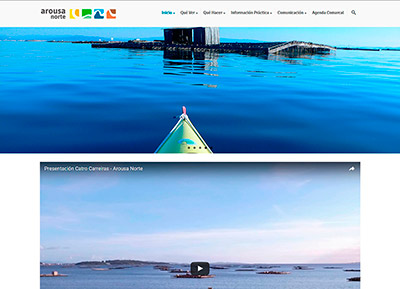 arousa
norte
Inicio Qué Ver Qué Hacer Información Práctica Comunicación Agenda Comarcal
Presentación Catro Carreiras - Arousa Norte